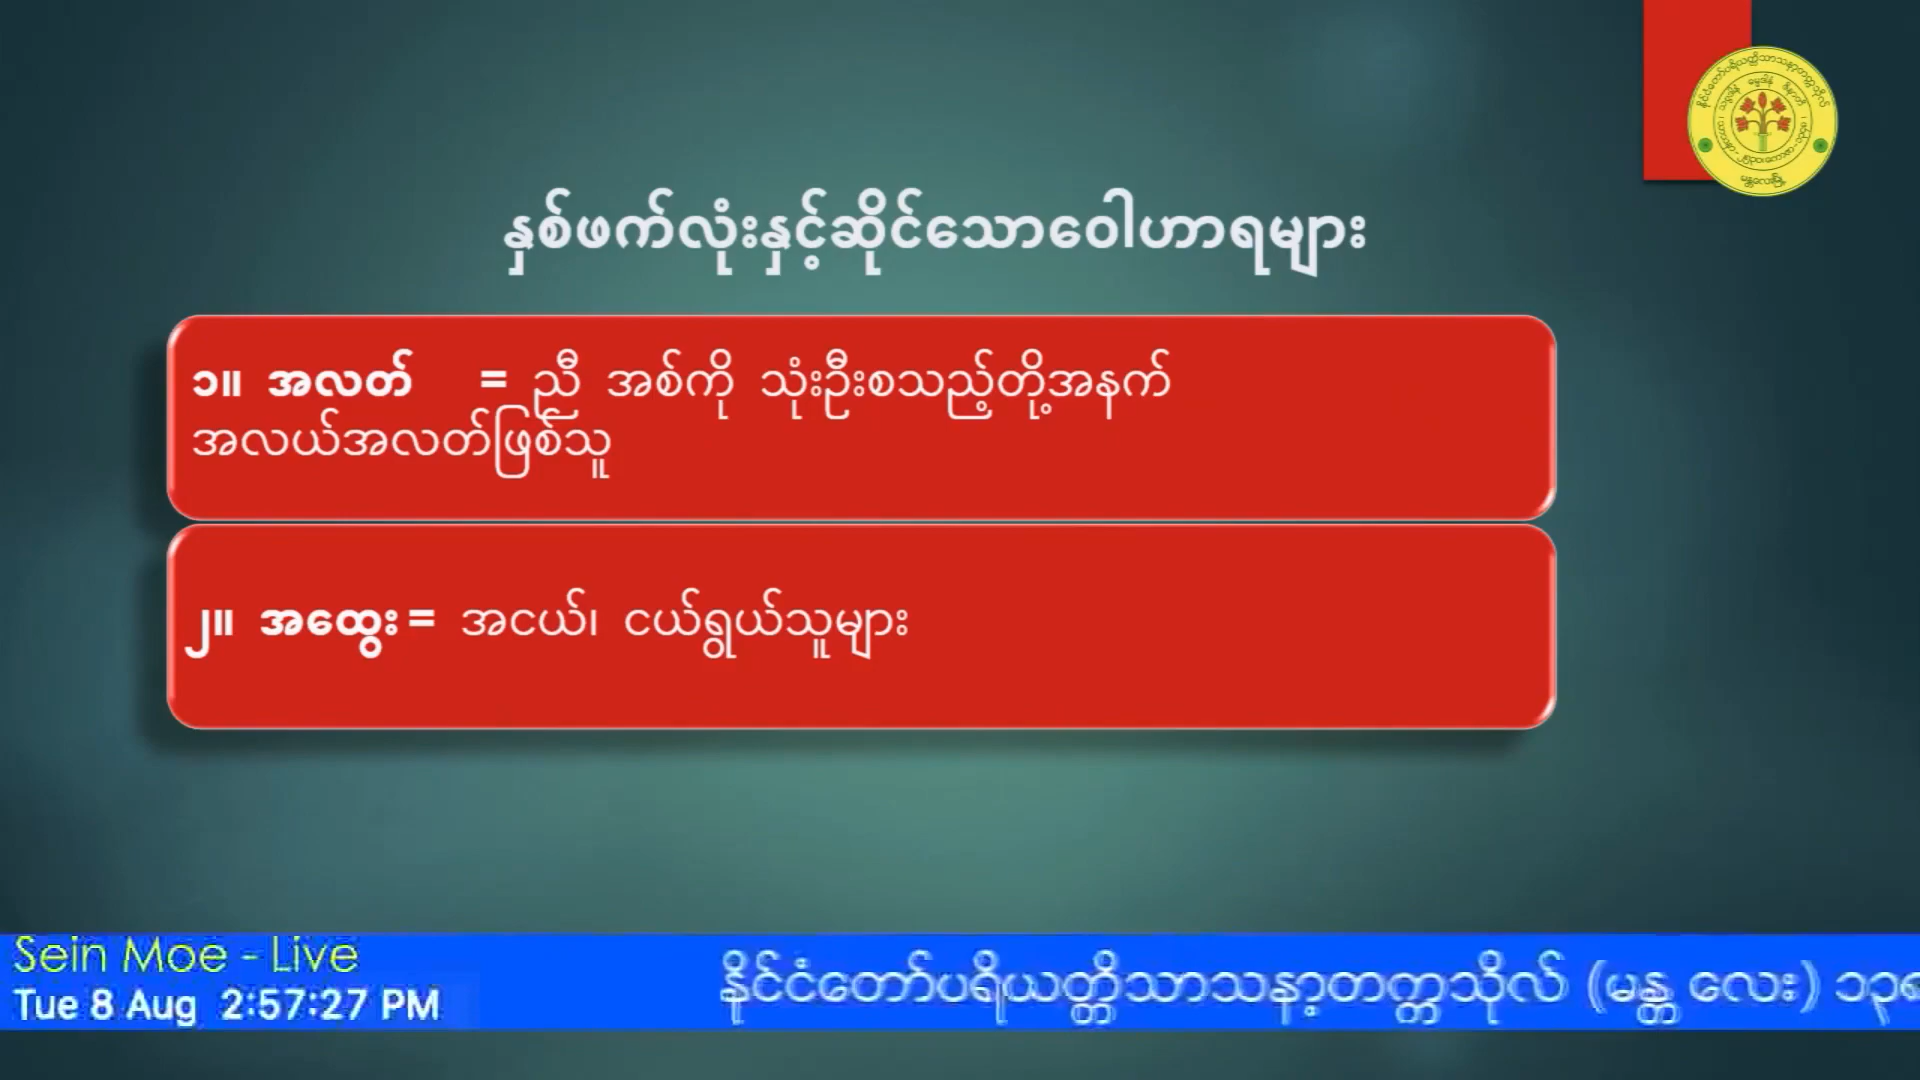 နှစ်ဖက်လုံးနှင့်ဆိုင်သောဝေါဟာရများ
၁။ အလတ် = ညီ အစ်ကို သုံးဦးစသည့်တို့အနက်
အလယ်အလတ်ဖြစ်သူ
၂။ အထွေး = အငယ်၊ ငယ်ရွယ်သူများ
Sein Moe - Live
Tue 8 Aug 2:57:27 PM
နိုင်ငံတော်ပရိယတ္တိသာသနာ့တက္ကသိုလ် (မန္တ လေး) ၁၃